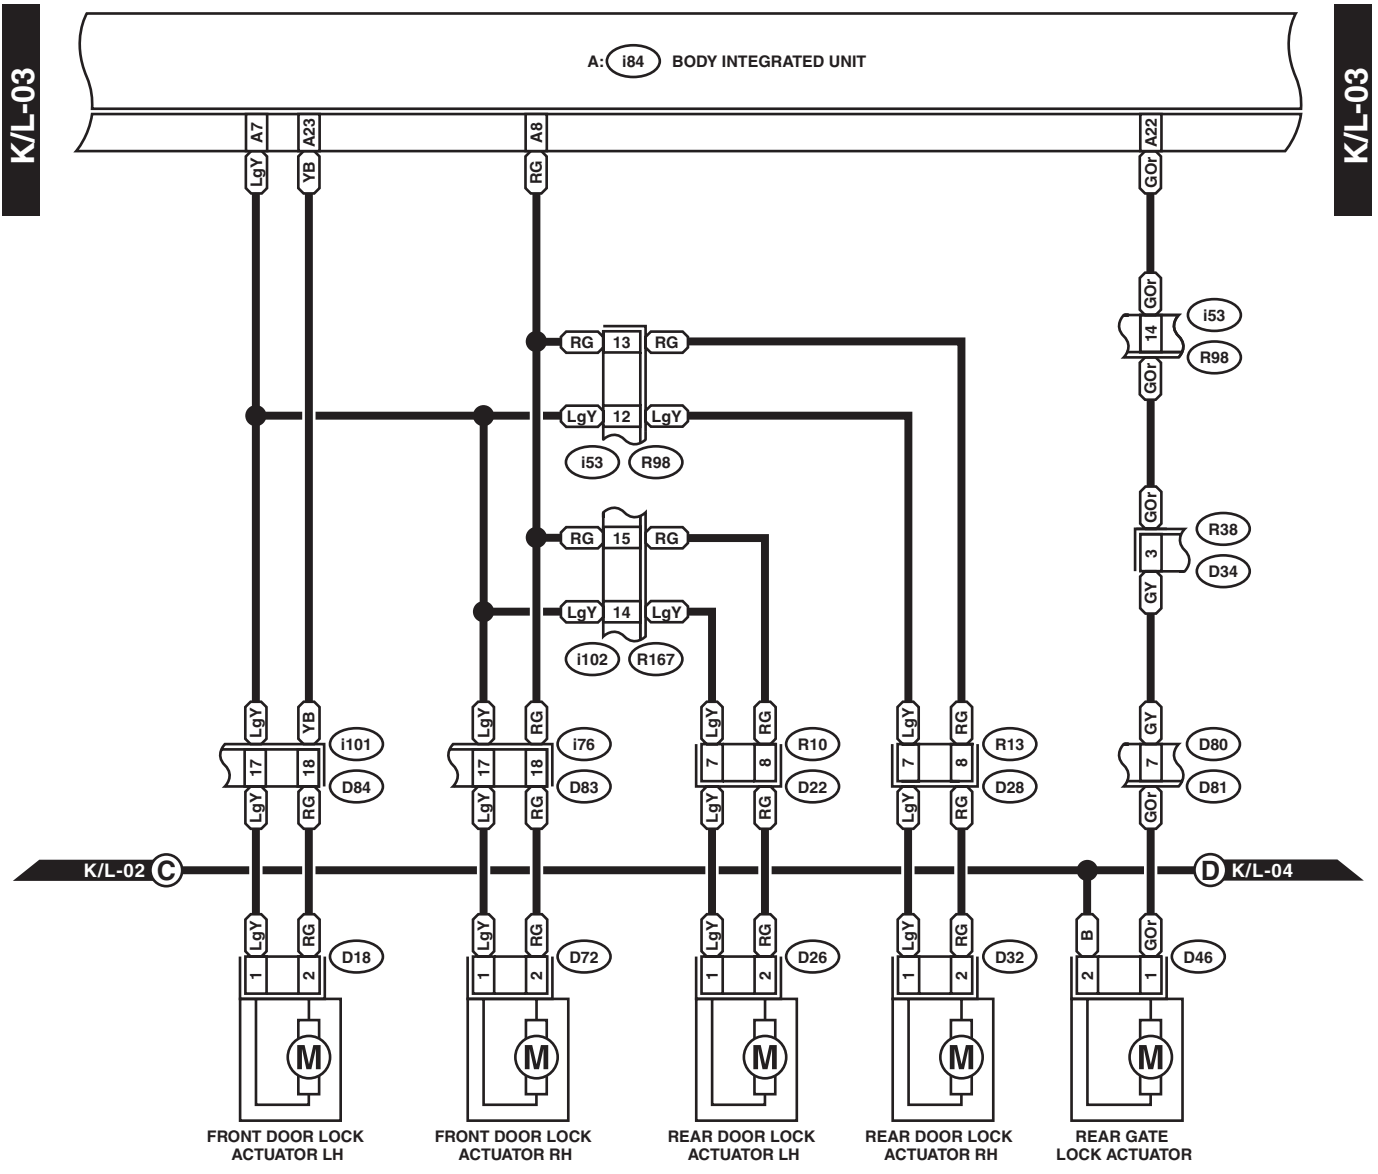 K/L-03
K/L-03
A: i84 BODY INTEGRATED UNIT
A7 A23 A8 A22
LgY YB RG GOr
GOr
i53
14
R98
GOr
RG 13 RG
LgY 12 LgY
i53 R98
GOr
R38
3
D34
GY
RG 15 RG
LgY 14 LgY
i102 R167
LgY YB LgY RG LgY RG LgY RG GY
i101 i76 R10 R13 D80
17 18 17 18 7 8 7 8 7
D84 D83 D22 D28 D81
LgY RG LgY RG LgY RG LgY RG GOr
K/L-02 C D K/L-04
LgY RG LgY RG LgY RG LgY RG B GOr
D18 D72 D26 D32 D46
1 2 1 2 1 2 1 2 2 1
M M M M M
FRONT DOOR LOCK
ACTUATOR LH
FRONT DOOR LOCK
ACTUATOR RH
REAR DOOR LOCK
ACTUATOR LH
REAR DOOR LOCK
ACTUATOR RH
REAR GATE
LOCK ACTUATOR